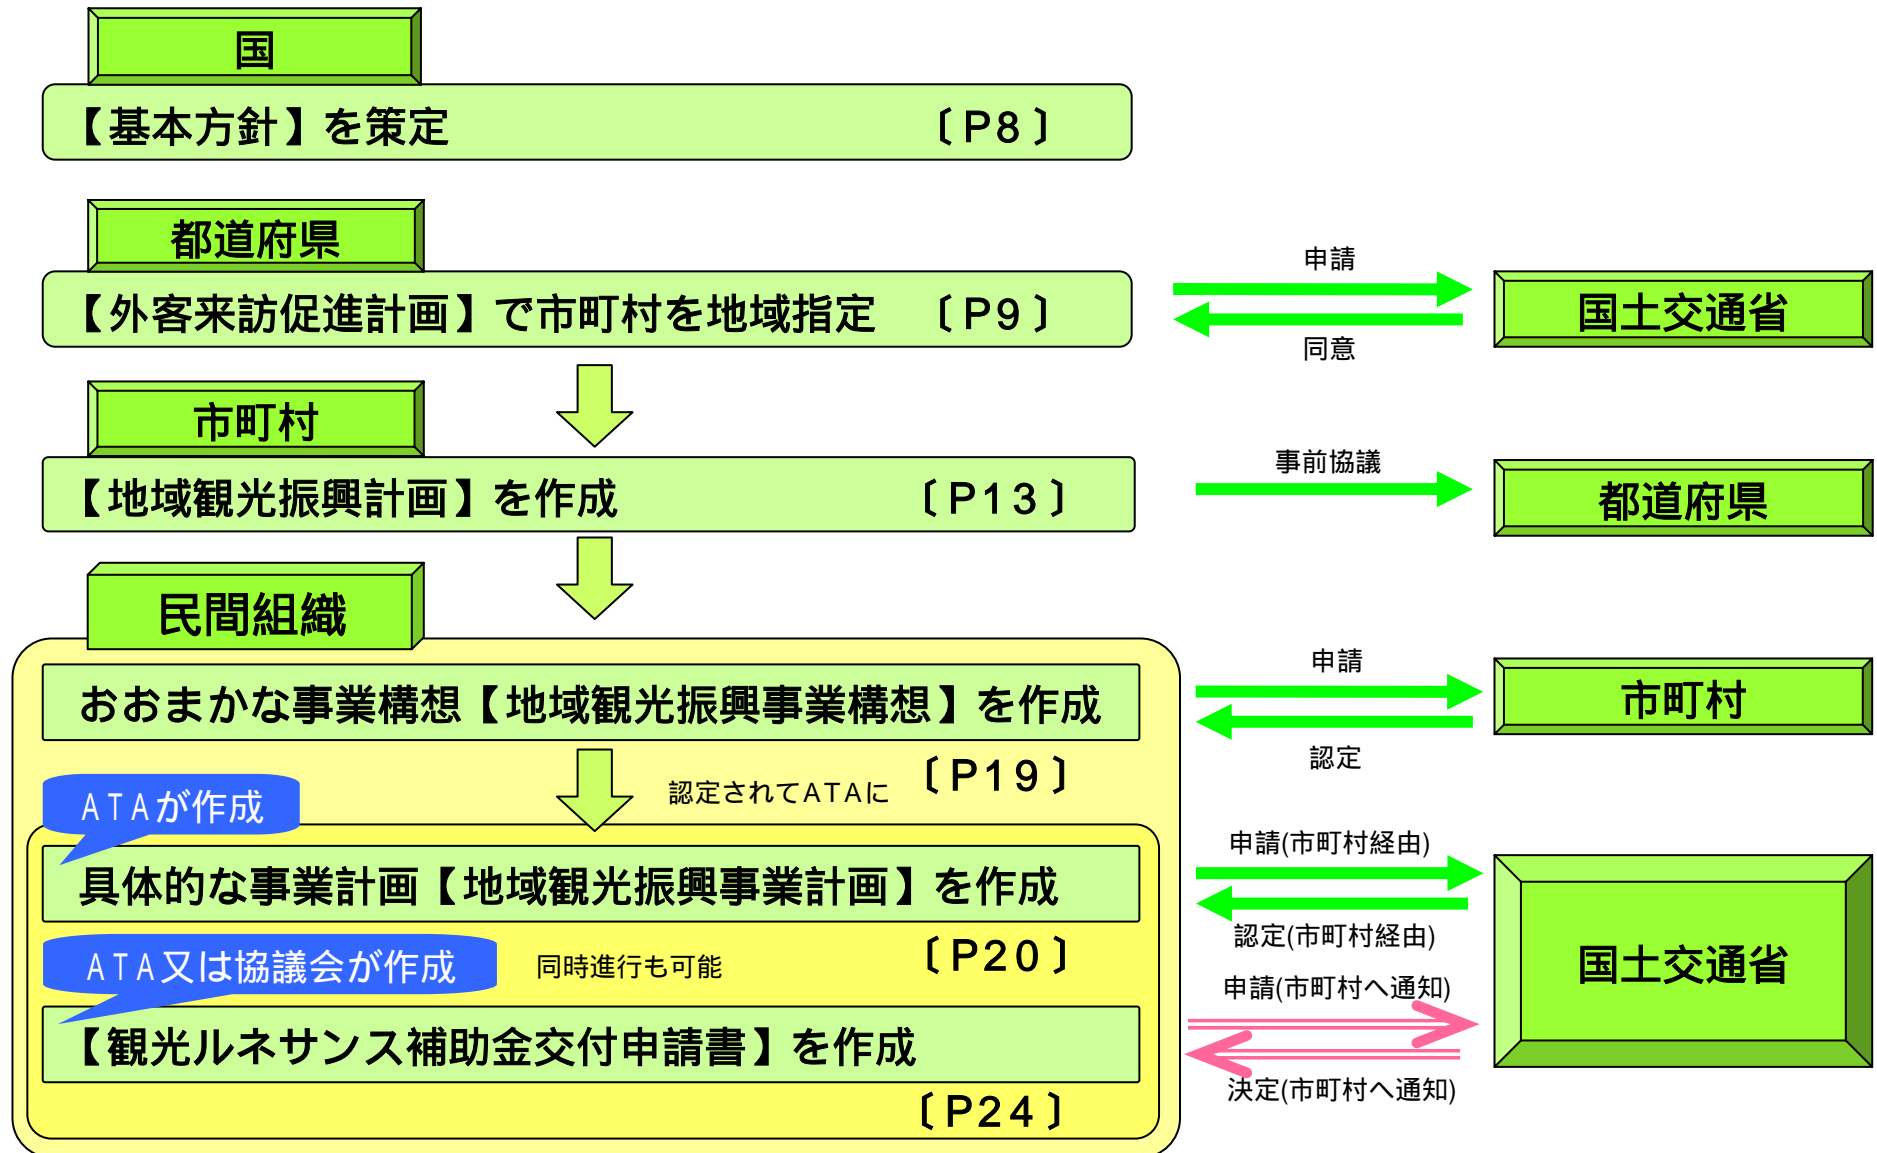 国
【基本方針】を策定 〔P8〕
都道府県
【外客来訪促進計画】で市町村を地域指定 〔P9〕
申請
同意
国土交通省
市町村
【地域観光振興計画】を作成 〔P13〕
事前協議
都道府県
民間組織
おおまかな事業構想【地域観光振興事業構想】を作成
〔P19〕
申請
認定
市町村
認定されてATAに
ATAが作成
具体的な事業計画【地域観光振興事業計画】を作成
〔P20〕
申請(市町村経由)
認定(市町村経由)
国土交通省
ATA又は協議会が作成
同時進行も可能
【観光ルネサンス補助金交付申請書】を作成
〔P24〕
申請(市町村へ通知)
決定(市町村へ通知)